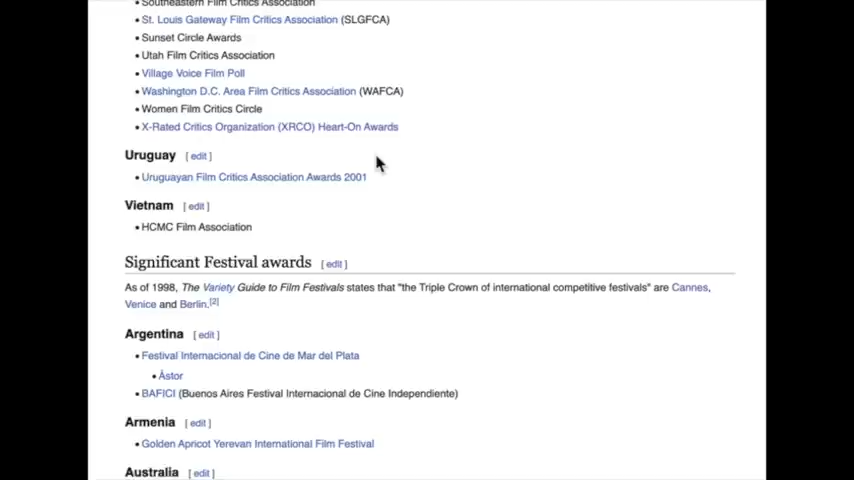 Southeastern Film Critics Association
• St. Louis Gateway Film Critics Association (SLGFCA)
• Sunset Circle Awards
• Utah Film Critics Association
• Village Voice Film Poll
• Washington D.C. Area Film Critics Association (WAFCA)
• Women Film Critics Circle
• X-Rated Critics Organization (XRCO) Heart-On Awards
Uruguay [ edit ]
• Uruguayan Film Critics Association Awards 2001
Vietnam [ edit ]
• HCMC Film Association
Significant Festival awards [ edit ]
As of 1998, The Variety Guide to Film Festivals states that "the Triple Crown of international competitive festivals" are Cannes,
Venice and Berlin.[2]
Argentina [ edit ]
• Festival Internacional de Cine de Mar del Plata
• Ástor
• BAFICI (Buenos Aires Festival Internacional de Cine Independiente)
Armenia [ edit ]
• Golden Apricot Yerevan International Film Festival
Australia [ edit ]